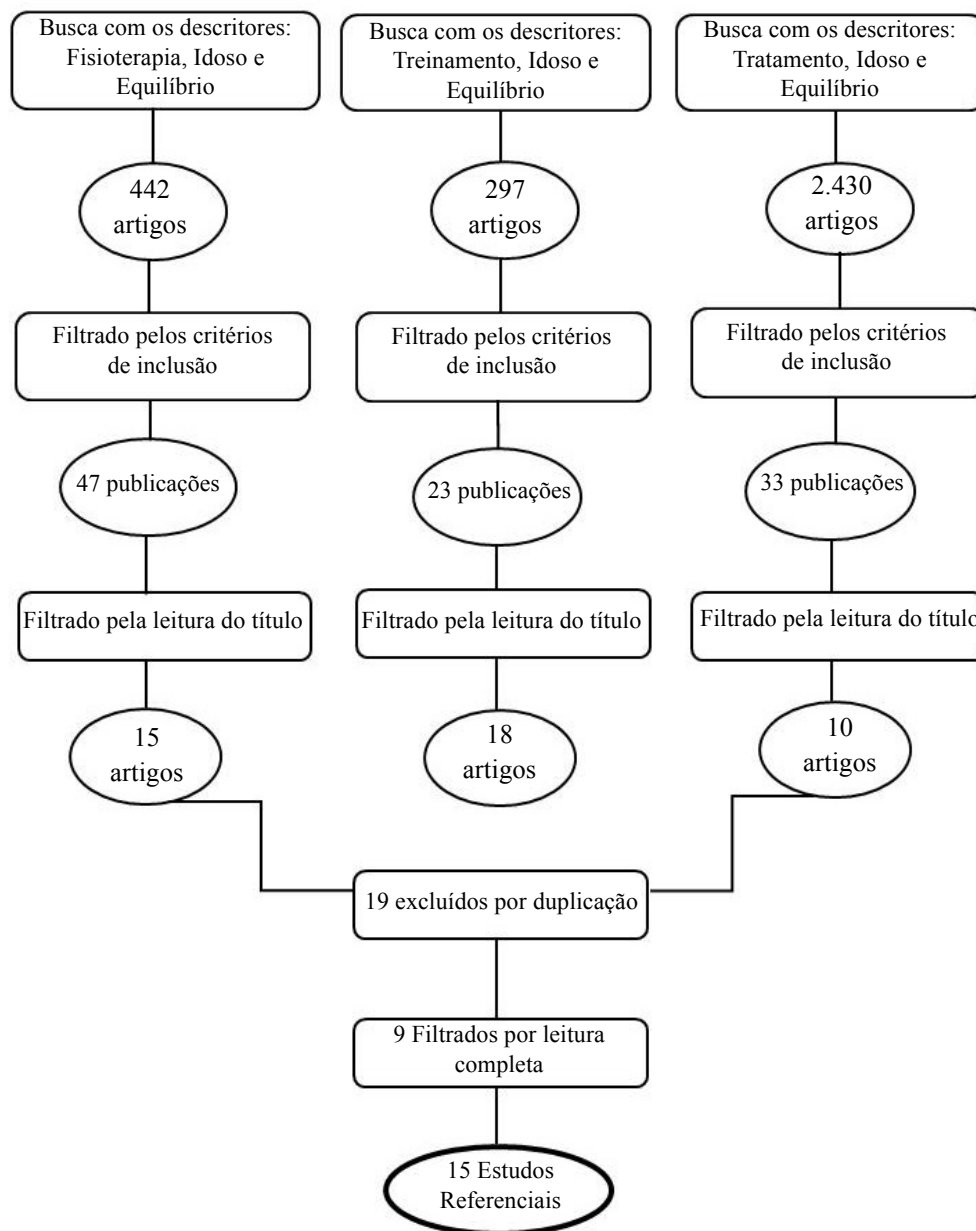 Busca com os descritores:
Fisioterapia, Idoso e
Equilíbrio
Busca com os descritores:
Treinamento, Idoso e
Equilíbrio
Busca com os descritores:
Tratamento, Idoso e
Equilíbrio
442
artigos
297
artigos
2.430
artigos
Filtrado pelos critérios
de inclusão
Filtrado pelos critérios
de inclusão
Filtrado pelos critérios
de inclusão
47 publicações
23 publicações
33 publicações
Filtrado pela leitura do título
Filtrado pela leitura do título
Filtrado pela leitura do título
15
artigos
18
artigos
10
artigos
19 excluídos por duplicação
9 Filtrados por leitura
completa
15 Estudos
Referenciais